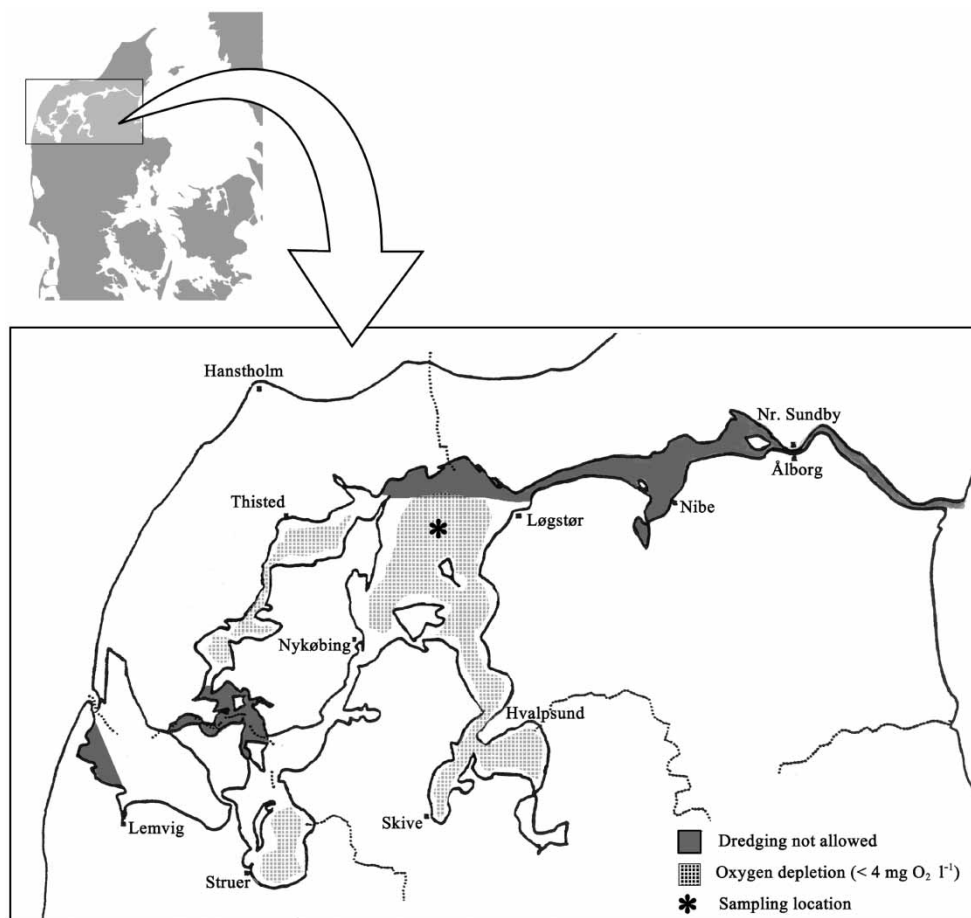 Hanstholm
Nr. Sundby
Ålborg
Thisted
Løgstør
Nibe
Nykøbing
Hvalpsund
Lemvig
Skive
Struer
Dredging not allowed
Oxygen depletion (< 4 mg O₂ l⁻¹)
Sampling location